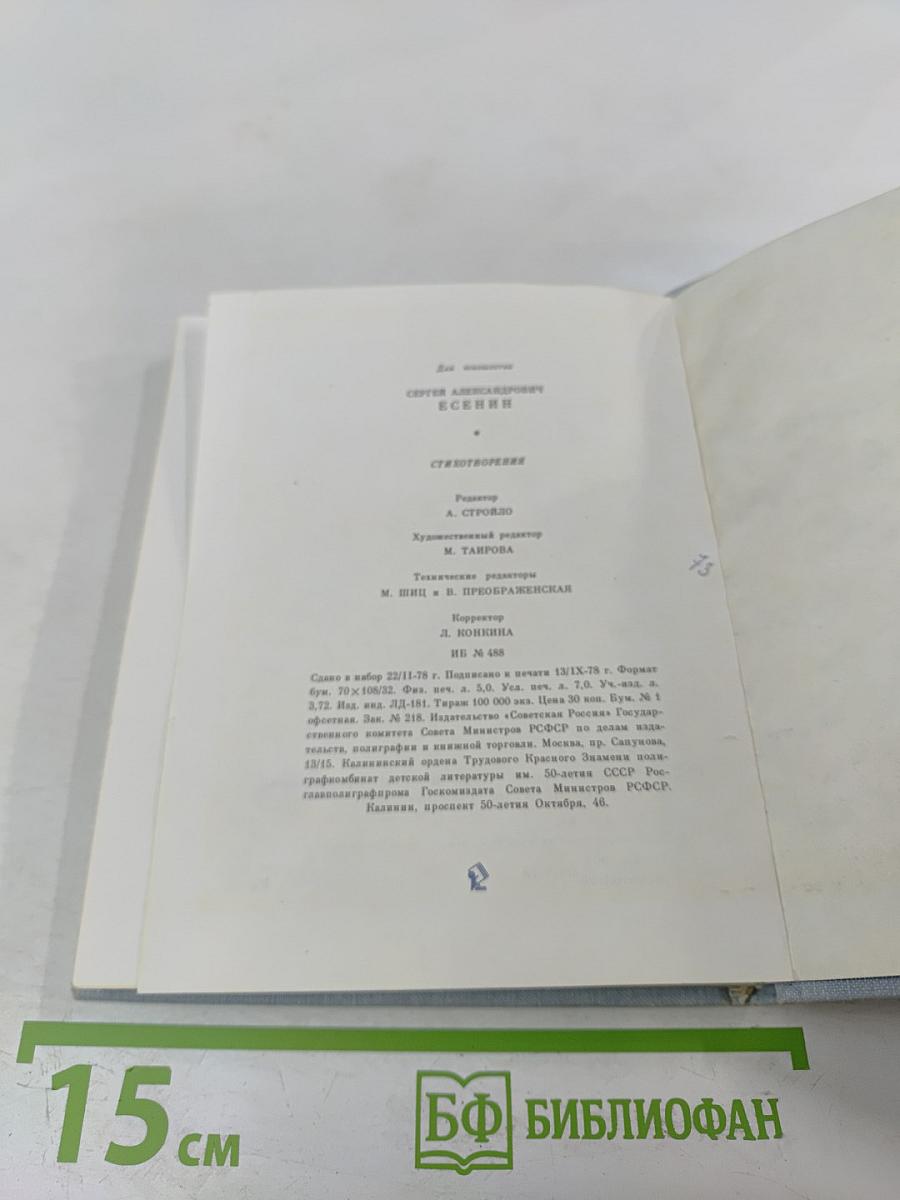 Для юношества
СЕРГЕЙ АЛЕКСАНДРОВИЧ
ЕСЕНИН
СТИХОТВОРЕНИЯ
Редактор
А. СТРОЙЛО
Художественный редактор
М. ТАИРОВА
Технические редакторы
М. ШИЦ и В. ПРЕОБРАЖЕНСКАЯ
Корректор
Л. КОНКИНА
ИБ № 488
Сдано в набор 22/II-78 г. Подписано к печати 13/IX-78 г. Формат
бум. 70×108/32. Физ. печ. л. 5,0. Усл. печ. л. 7,0. Уч.-изд. л.
3,72. Изд. инд. ЛД-181. Тираж 100 000 экз. Цена 30 коп. Бум. № 1
офсетная. Зак. № 218. Издательство «Советская Россия» Государ-
ственного комитета Совета Министров РСФСР по делам изда-
тельств, полиграфии и книжной торговли. Москва, пр. Сапунова,
13/15. Калининский ордена Трудового Красного Знамени поли-
графкомбинат детской литературы им. 50-летия СССР Рос-
главполиграфпрома Госкомиздата Совета Министров РСФСР.
Калинин, проспект 50-летия Октября, 46.
73
15 см
БФ БИБЛИОФАН